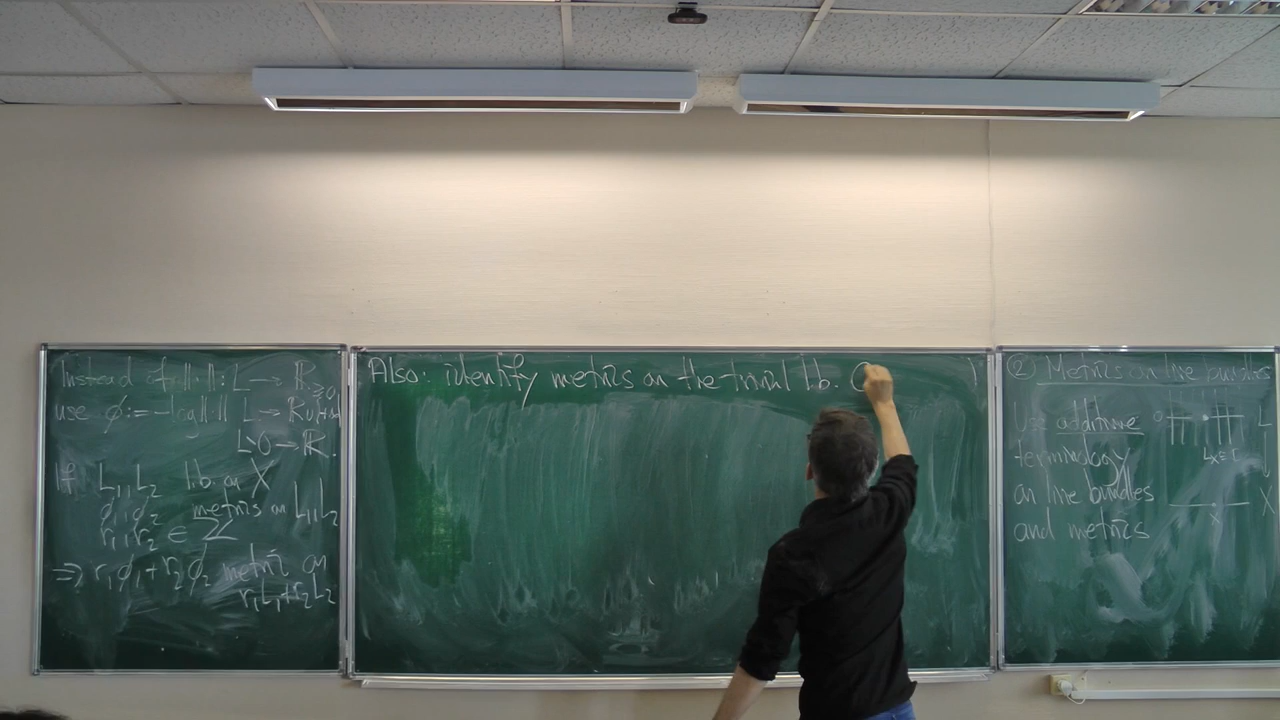 ② Metrics on line bundles
Use additive
terminology
on line bundles
and metrics
L
X
x
Instead of ||·||: L → ℝ≥0
use ϕ := -log||·|| L → ℝ∪{+∞}
L\0 → ℝ.
If L₁, L₂ l.b. on X
ϕ₁, ϕ₂ metrics on L₁, L₂
r₁, r₂ ∈ ℤ
⇒ r₁ϕ₁ + r₂ϕ₂ metric on
r₁L₁ + r₂L₂
Also: identify metrics on the trivial l.b.